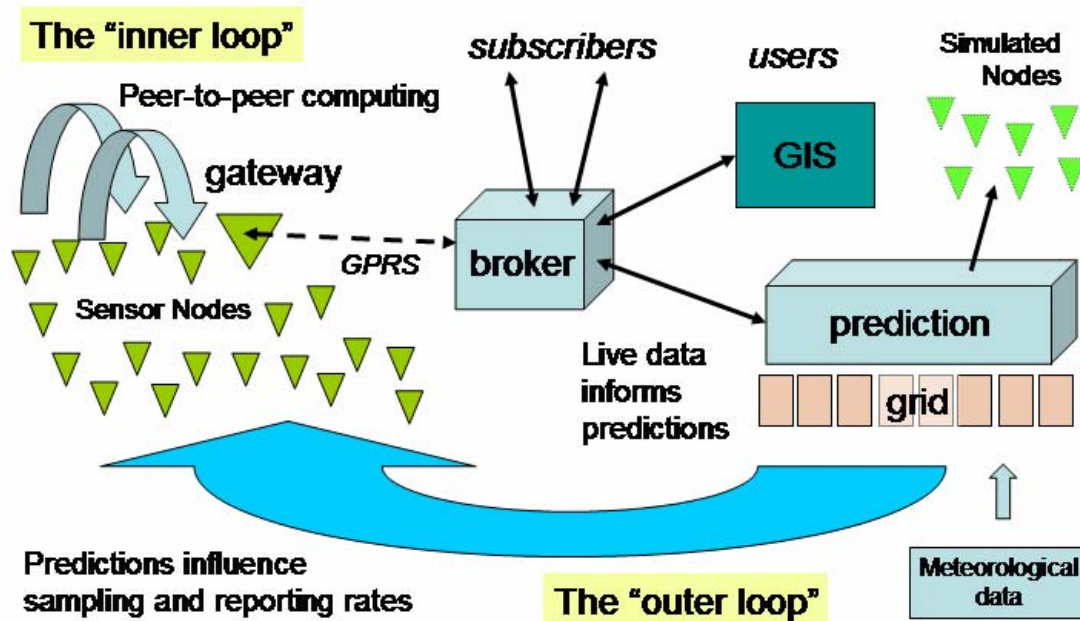 The "inner loop"
subscribers
users
Simulated
Nodes
Peer-to-peer computing
gateway
GIS
GPRS
broker
Sensor Nodes
prediction
Live data
informs
predictions
grid
Predictions influence
sampling and reporting rates
The "outer loop"
Meteorological
data